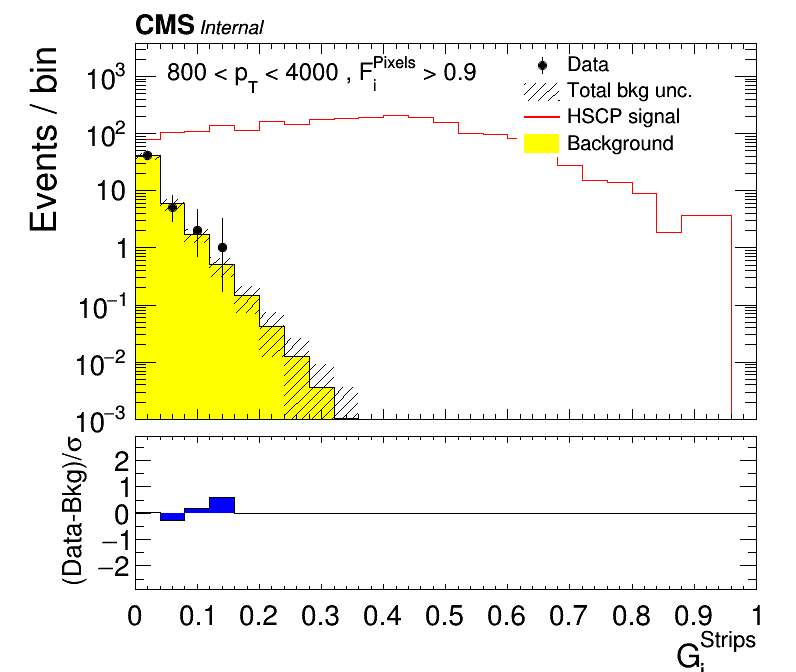 CMS Internal
800 < p_T < 4000 , F_i^Pixels > 0.9
Data
Total bkg unc.
HSCP signal
Background
Events / bin
10^3
10^2
10
1
10^−1
10^−2
10^−3
(Data-Bkg)/σ
2
1
0
−1
−2
0 0.1 0.2 0.3 0.4 0.5 0.6 0.7 0.8 0.9 1
G_i^Strips